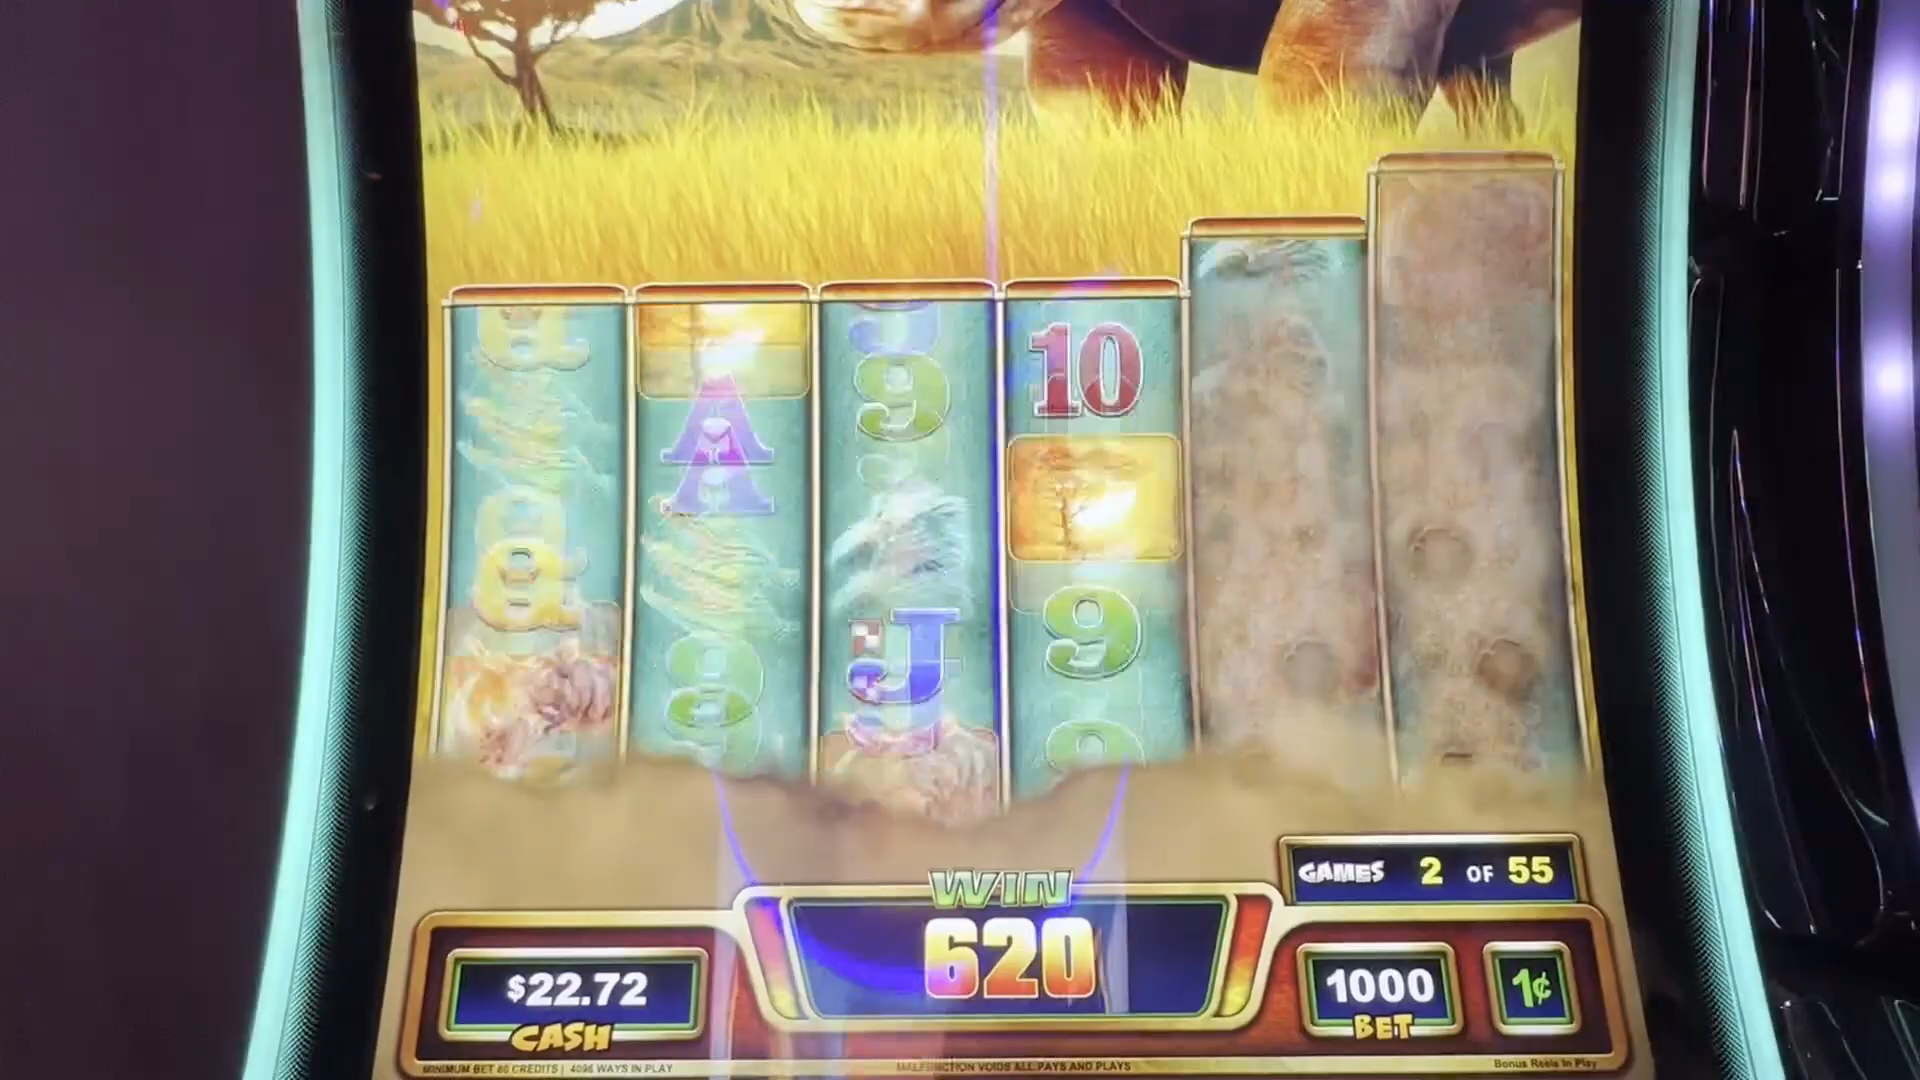 A
9
10
A
Q
J
9
9
GAMES 2 OF 55
WIN
620
$22.72
CASH
1000
BET
1¢
MINIMUM BET 80 CREDITS | 4096 WAYS IN PLAY
MALFUNCTION VOIDS ALL PAYS AND PLAYS
Bonus Reels In Play